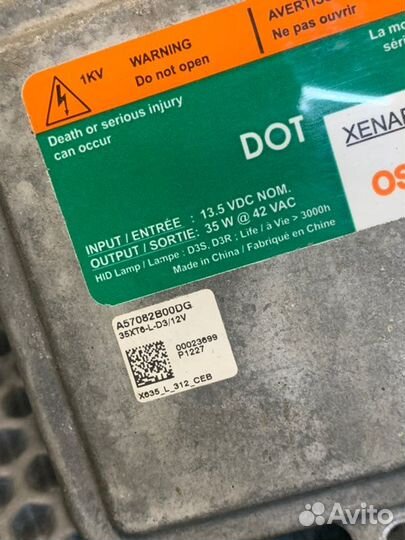 1KV
WARNING
Do not open
AVERTISS
Ne pas ouvrir
Death or serious injury
can occur
La mo
séri
DOT
XENAR
OS
INPUT / ENTRÉE : 13.5 VDC NOM.
OUTPUT / SORTIE: 35 W @ 42 VAC
HID Lamp / Lampe : D3S, D3R ; Life / à Vie > 3000h
Made in China / Fabriqué en Chine
A57082B00DG
35XT6-L-D3/12V
00023699
P1227
X635_L_312_CEB
Avito